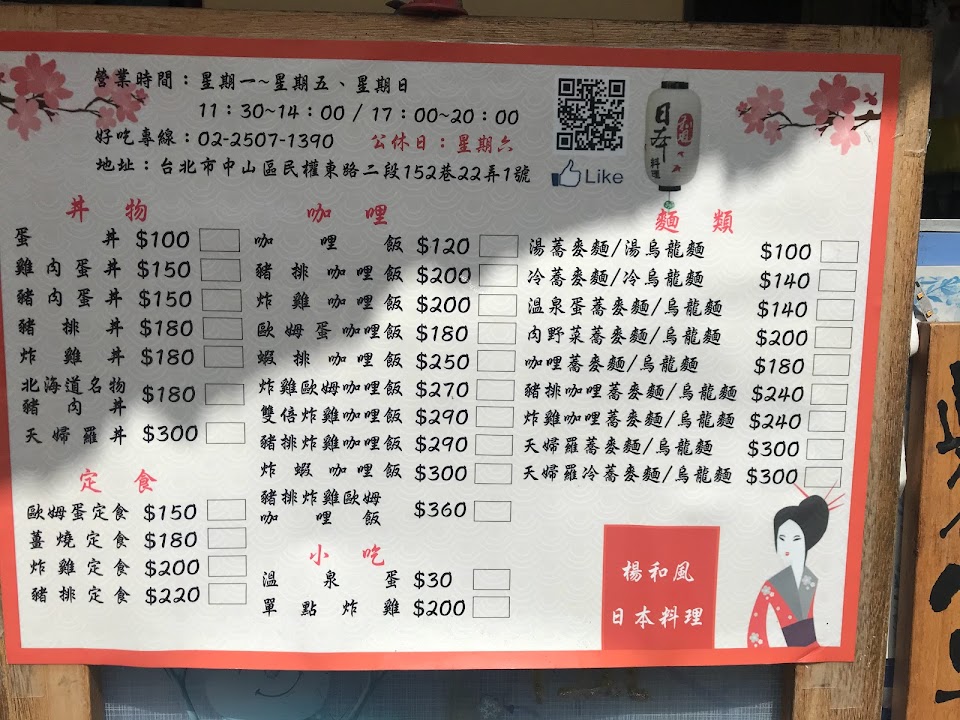 營業時間：星期一~星期五、星期日
11：30~14：00 / 17：00~20：00
好吃專線：02-2507-1390 公休日：星期六
地址：台北市中山區民權東路二段152巷22弄1號
Like
日本
料理
丼物
蛋丼 $100
雞肉蛋丼 $150
豬肉蛋丼 $150
豬排丼 $180
炸雞丼 $180
北海道名物
豬肉丼 $180
天婦羅丼 $300
定食
歐姆蛋定食 $150
薑燒定食 $180
炸雞定食 $200
豬排定食 $220
咖哩
咖哩飯 $120
豬排咖哩飯 $200
炸雞咖哩飯 $200
歐姆蛋咖哩飯 $180
蝦排咖哩飯 $250
炸雞歐姆咖哩飯 $270
雙倍炸雞咖哩飯 $290
豬排炸雞咖哩飯 $290
炸蝦咖哩飯 $300
豬排炸雞歐姆
咖哩飯 $360
小吃
溫泉蛋 $30
單點炸雞 $200
麵類
湯蕎麥麵/湯烏龍麵 $100
冷蕎麥麵/冷烏龍麵 $140
溫泉蛋蕎麥麵/烏龍麵 $140
肉野菜蕎麥麵/烏龍麵 $200
咖哩蕎麥麵/烏龍麵 $180
豬排咖哩蕎麥麵/烏龍麵 $240
炸雞咖哩蕎麥麵/烏龍麵 $240
天婦羅蕎麥麵/烏龍麵 $300
天婦羅冷蕎麥麵/烏龍麵 $300
楊和風
日本料理